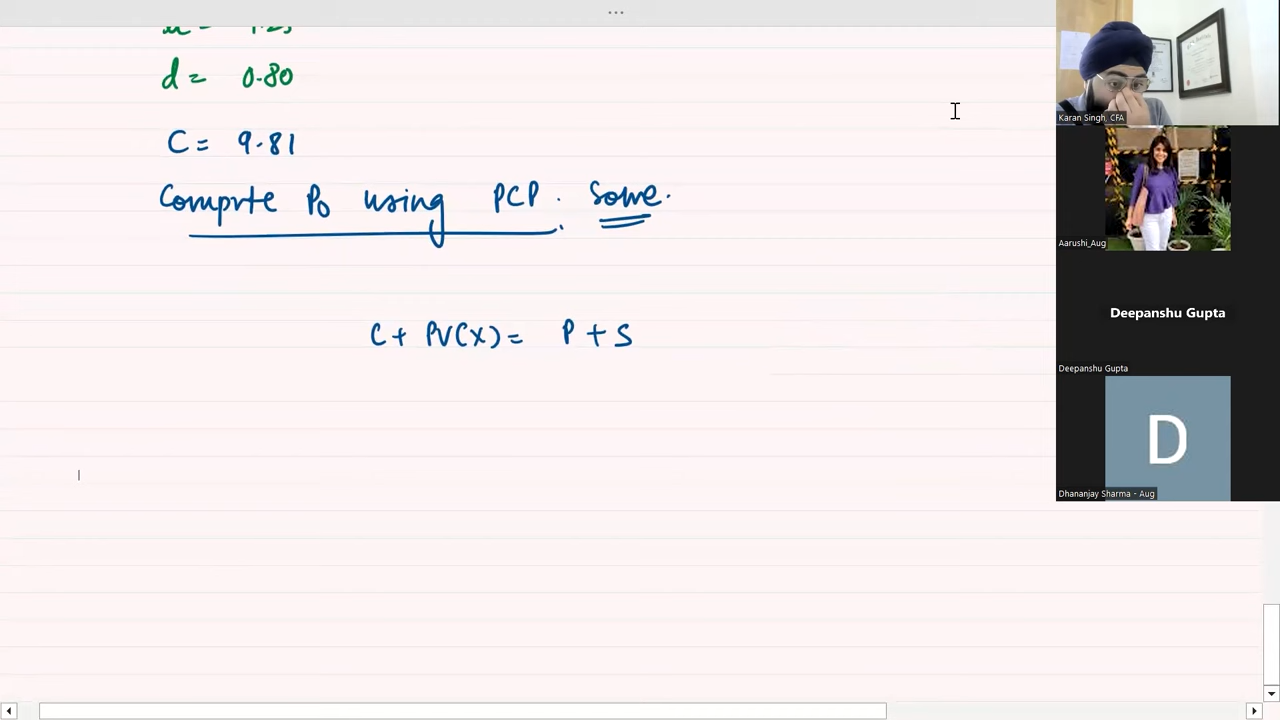 d = 0.80
C = 9.81
Compute P0 using PCP. Solve.
C + PV(X) = P + S
Karan Singh, CFA
Aarushi_Aug
Deepanshu Gupta
Deepanshu Gupta
D
Dhananjay Sharma - Aug